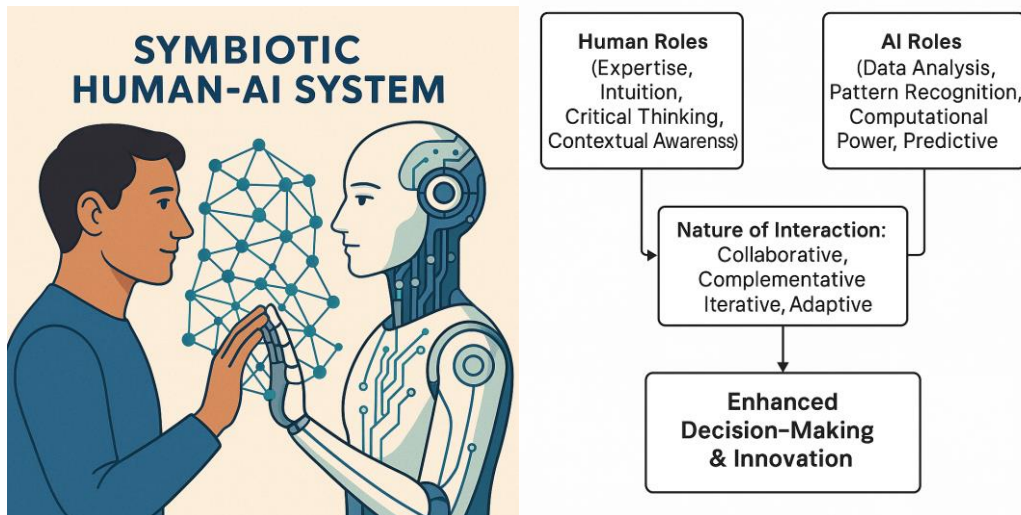 SYMBIOTIC
HUMAN-AI SYSTEM
Human Roles
(Expertise,
Intuition,
Critical Thinking,
Contextual Awarenss)
AI Roles
(Data Analysis,
Pattern Recognition,
Computational
Power, Predictive
Nature of Interaction:
Collaborative,
Complementative
Iterative, Adaptive
Enhanced
Decision-Making
& Innovation